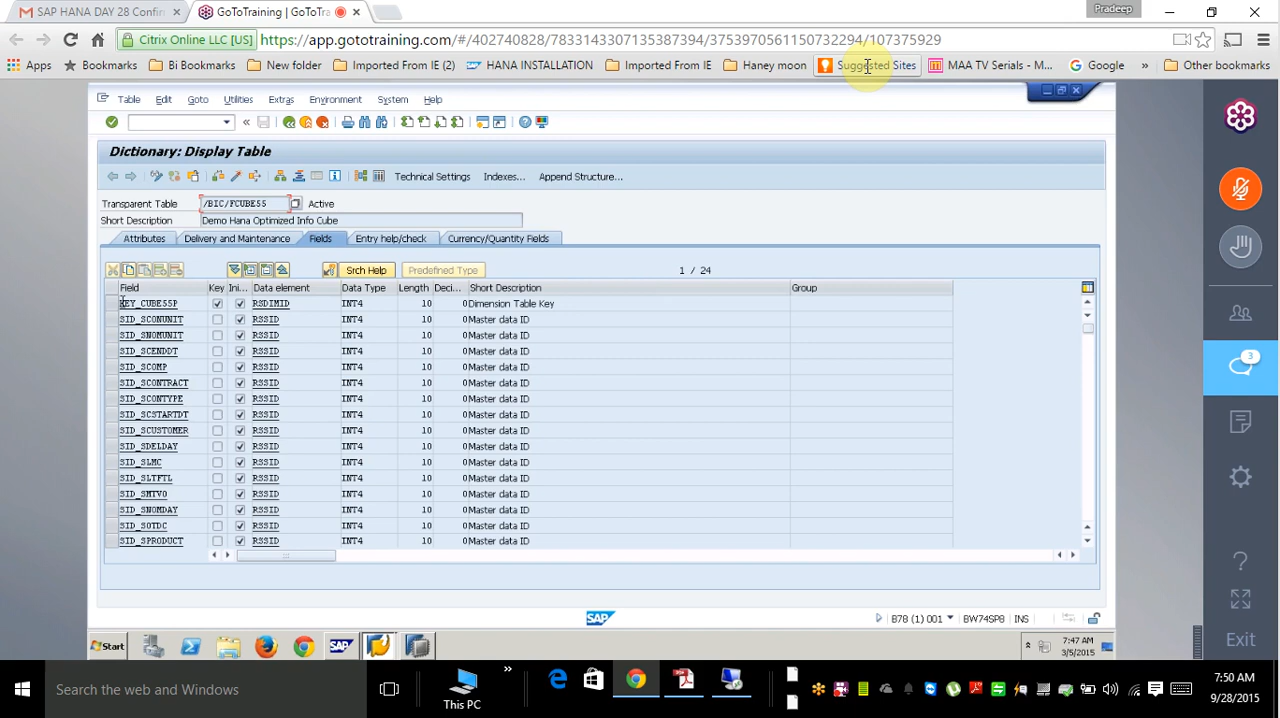 SAP HANA DAY 28 Confirm
GoToTraining | GoToTra
Pradeep
Citrix Online LLC [US]
https://app.gototraining.com/#/402740828/7833143307135387394/3753970561150732294/107375929
Apps
Bookmarks
Bi Bookmarks
New folder
Imported From IE (2)
HANA INSTALLATION
Imported From IE
Haney moon
Suggested Sites
MAA TV Serials - M...
Google
»
Other bookmarks
Table Edit Goto Utilities Extras Environment System Help
Dictionary: Display Table
Technical Settings Indexes... Append Structure...
Transparent Table /BIC/FCUBE55 Active
Short Description Demo Hana Optimized Info Cube
Attributes Delivery and Maintenance Fields Entry help/check Currency/Quantity Fields
Srch Help Predefined Type 1 / 24
Field Key Ini... Data element Data Type Length Deci... Short Description Group
KEY_CUBE55P RSDIMID INT4 10 0 Dimension Table Key
SID_SCONUNIT RSSID INT4 10 0 Master data ID
SID_SNOMUNIT RSSID INT4 10 0 Master data ID
SID_SCENDDT RSSID INT4 10 0 Master data ID
SID_SCOMP RSSID INT4 10 0 Master data ID
SID_SCONTRACT RSSID INT4 10 0 Master data ID
SID_SCONTYPE RSSID INT4 10 0 Master data ID
SID_SCSTARTDT RSSID INT4 10 0 Master data ID
SID_SCUSTOMER RSSID INT4 10 0 Master data ID
SID_SDELDAY RSSID INT4 10 0 Master data ID
SID_SLMC RSSID INT4 10 0 Master data ID
SID_SLTFTL RSSID INT4 10 0 Master data ID
SID_SMTVO RSSID INT4 10 0 Master data ID
SID_SNOMDAY RSSID INT4 10 0 Master data ID
SID_SOTDC RSSID INT4 10 0 Master data ID
SID_SPRODUCT RSSID INT4 10 0 Master data ID
3
SAP
B78 (1) 001 BW74SP8 INS
Exit
Start
SAP
7:47 AM
3/5/2015
Search the web and Windows
This PC
»
7:50 AM
9/28/2015